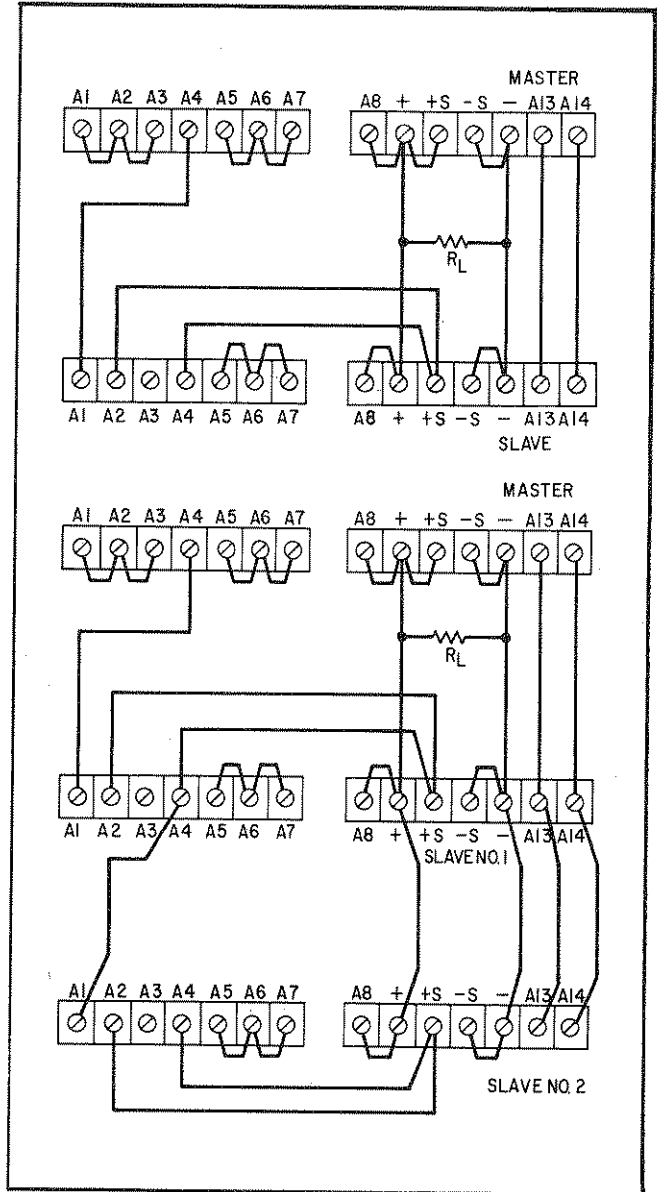 MASTER
A1 A2 A3 A4 A5 A6 A7 A8 + +S -S — A13 A14
RL
A1 A2 A3 A4 A5 A6 A7 A8 + +S -S — A13 A14
SLAVE
MASTER
A1 A2 A3 A4 A5 A6 A7 A8 + +S -S — A13 A14
RL
A1 A2 A3 A4 A5 A6 A7 A8 + +S -S — A13 A14
SLAVE NO. 1
A1 A2 A3 A4 A5 A6 A7 A8 + +S -S — A13 A14
SLAVE NO. 2